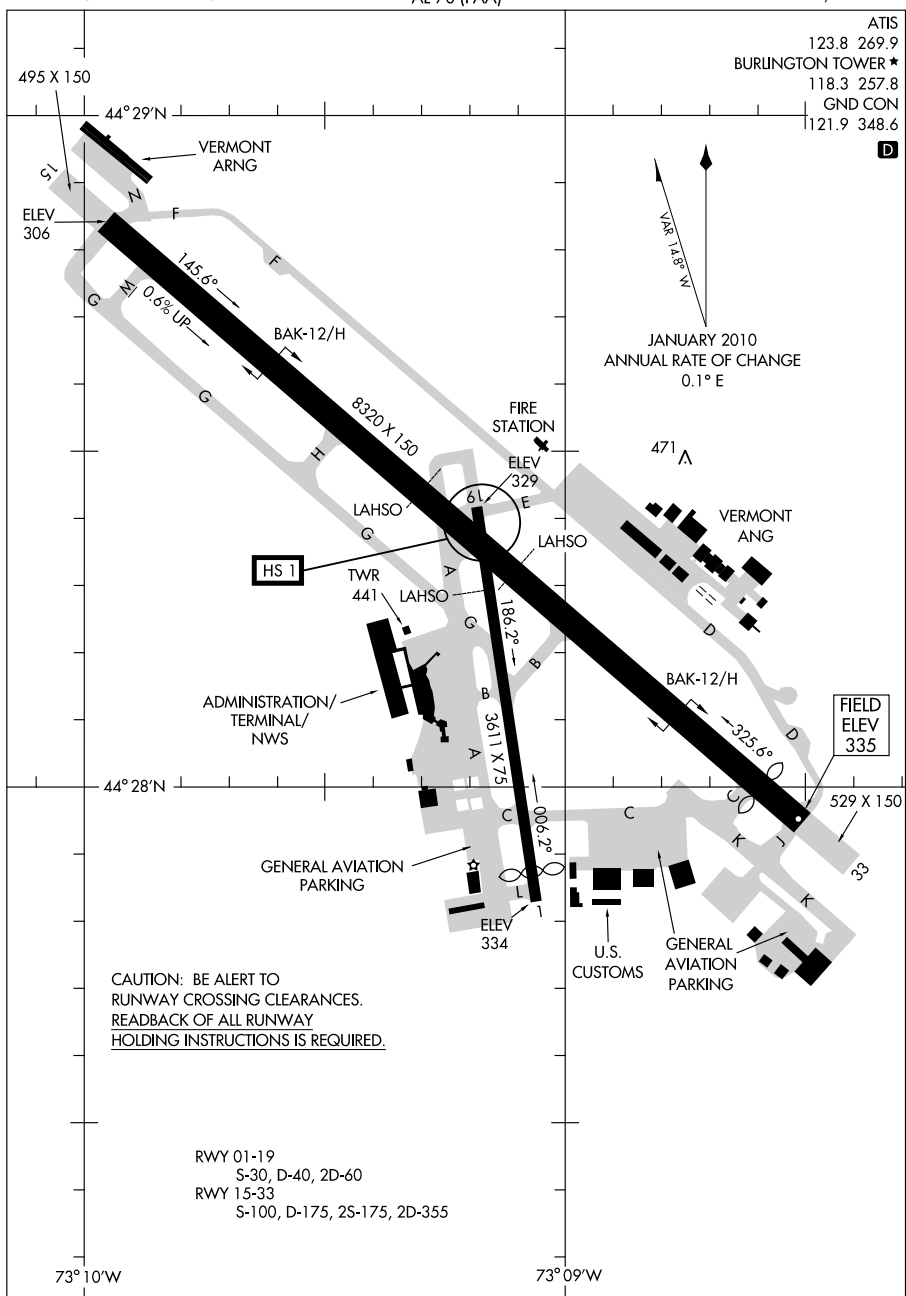 AL-70 (FAA)
ATIS
123.8 269.9
BURLINGTON TOWER ★
118.3 257.8
GND CON
121.9 348.6
D
495 X 150
44°29'N
VERMONT
ARNG
15
N
F
ELEV
306
VAR 14.8° W
145.6°
F
M
G
0.6% UP
BAK-12/H
JANUARY 2010
ANNUAL RATE OF CHANGE
0.1° E
G
8320 X 150
FIRE
STATION
H
471
ELEV
329
19
E
LAHSO
VERMONT
ANG
G
LAHSO
HS 1
A
TWR
441
LAHSO
G
186.2°
D
B
BAK-12/H
ADMINISTRATION/
TERMINAL/
NWS
B
3611 X 75
A
325.6°
D
FIELD
ELEV
335
44°28'N
C
529 X 150
C
C
006.2°
K
J
33
GENERAL AVIATION
PARKING
L
K
1
ELEV
334
U.S.
CUSTOMS
GENERAL
AVIATION
PARKING
CAUTION: BE ALERT TO
RUNWAY CROSSING CLEARANCES.
READBACK OF ALL RUNWAY
HOLDING INSTRUCTIONS IS REQUIRED.
RWY 01-19
S-30, D-40, 2D-60
RWY 15-33
S-100, D-175, 2S-175, 2D-355
73°10'W
73°09'W